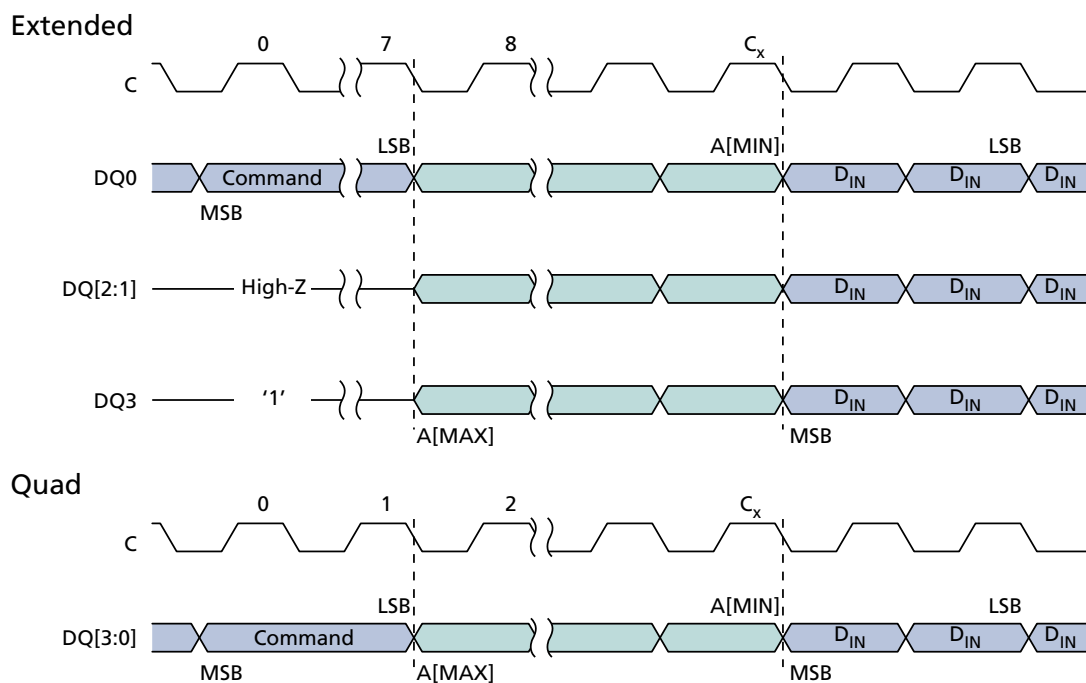 Extended
0 7 8 Cx
C
LSB A[MIN] LSB
DQ0 Command DIN DIN DIN
MSB
DQ[2:1] High-Z DIN DIN DIN
DQ3 '1' DIN DIN DIN
A[MAX] MSB
Quad
0 1 2 Cx
C
LSB A[MIN] LSB
DQ[3:0] Command DIN DIN DIN
MSB A[MAX] MSB